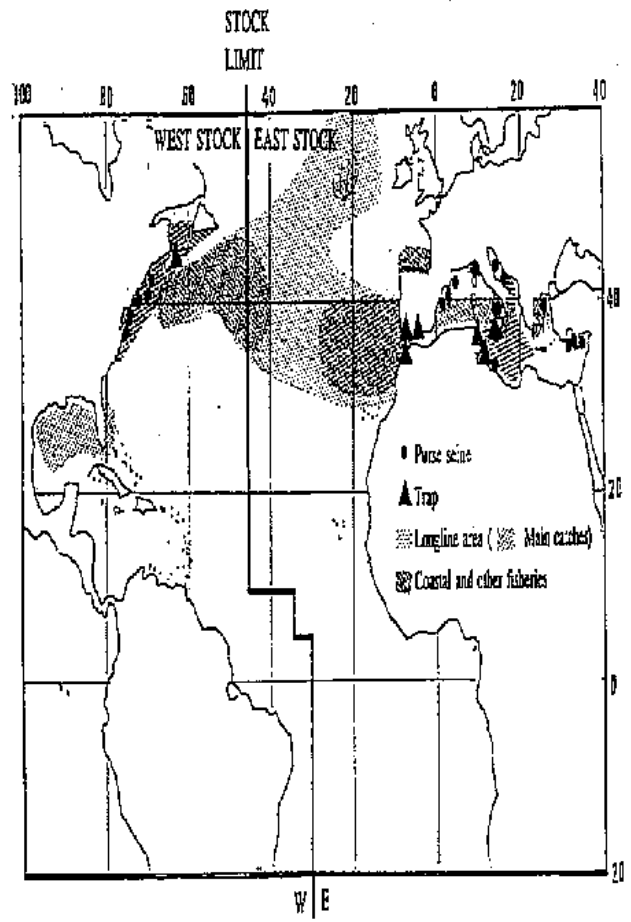 STOCK
LIMIT
100 80 60 40 20 0 20 40
WEST STOCK EAST STOCK
40
Purse seine
20
Trap
Longline area ( Main catches)
Coastal and other fisheries
0
20
W E